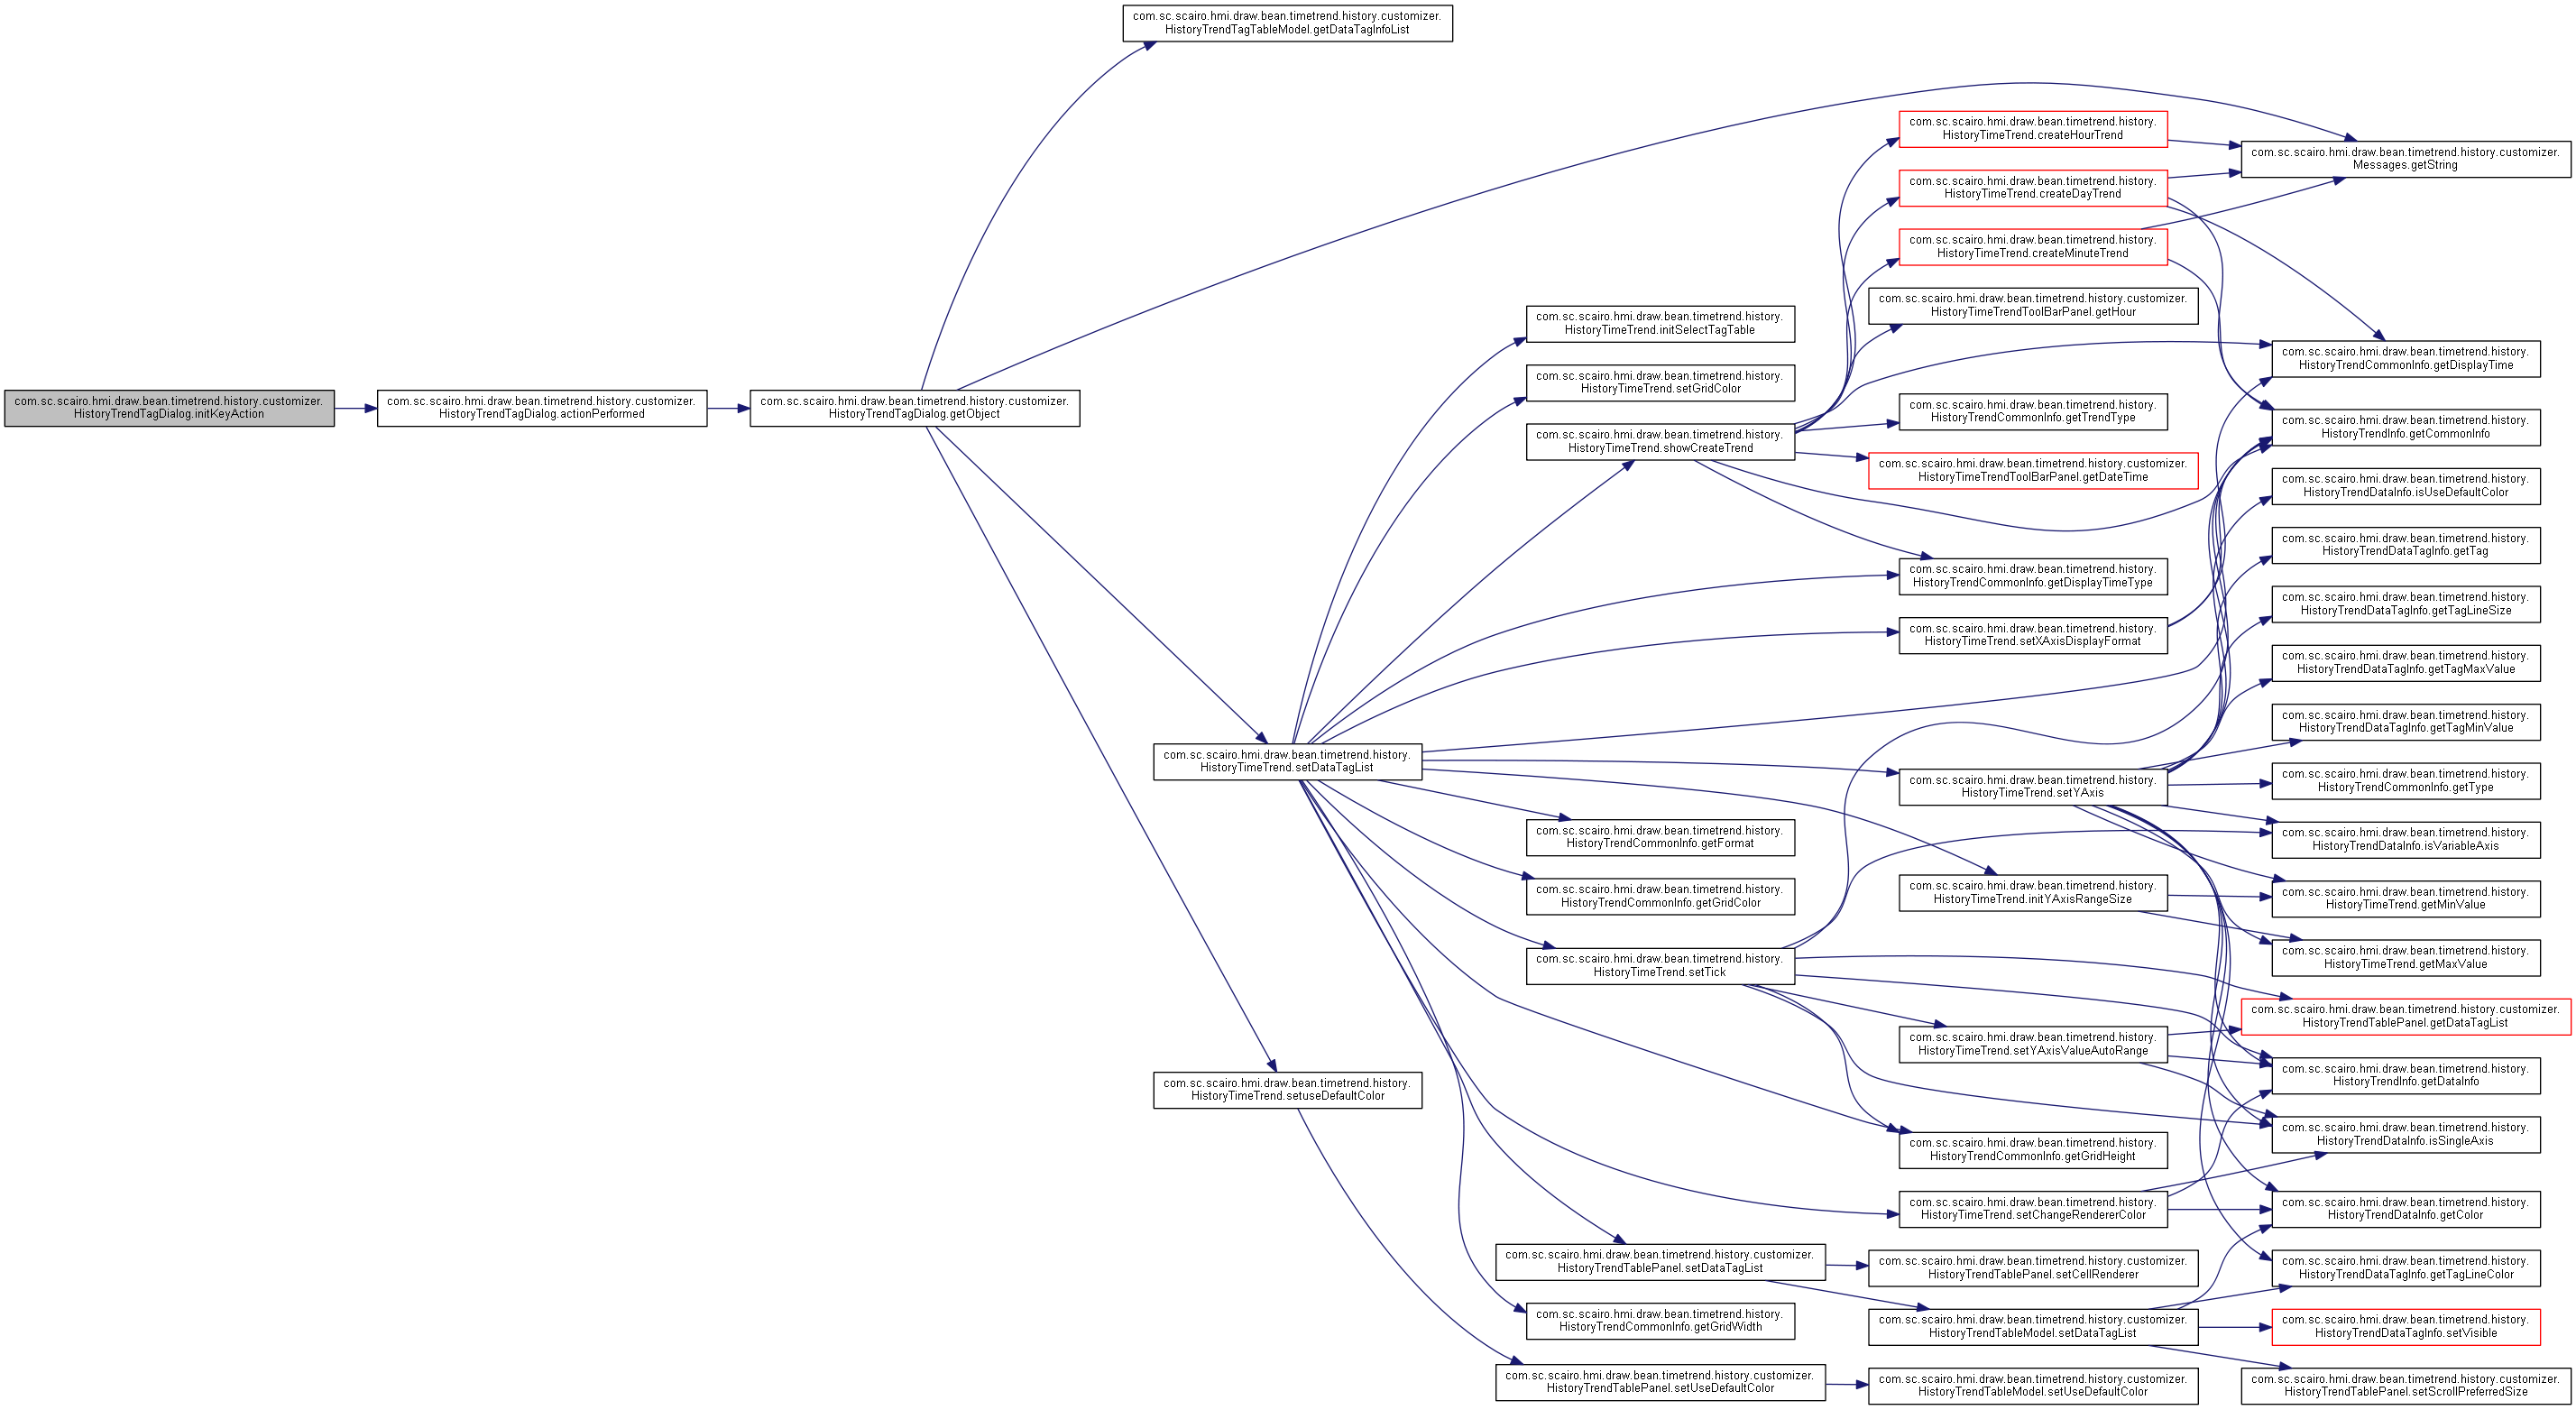 com.sc.scairo.hmi.draw.bean.timetrend.history.customizer.
HistoryTrendTagDialog.initKeyAction
com.sc.scairo.hmi.draw.bean.timetrend.history.customizer.
HistoryTrendTagDialog.actionPerformed
com.sc.scairo.hmi.draw.bean.timetrend.history.customizer.
HistoryTrendTagDialog.getObject
com.sc.scairo.hmi.draw.bean.timetrend.history.customizer.
HistoryTrendTagTableModel.getDataTagInfoList
com.sc.scairo.hmi.draw.bean.timetrend.history.
HistoryTimeTrend.setDataTagList
com.sc.scairo.hmi.draw.bean.timetrend.history.
HistoryTimeTrend.setuseDefaultColor
com.sc.scairo.hmi.draw.bean.timetrend.history.
HistoryTimeTrend.initSelectTagTable
com.sc.scairo.hmi.draw.bean.timetrend.history.
HistoryTimeTrend.setGridColor
com.sc.scairo.hmi.draw.bean.timetrend.history.
HistoryTimeTrend.showCreateTrend
com.sc.scairo.hmi.draw.bean.timetrend.history.
HistoryTrendCommonInfo.getFormat
com.sc.scairo.hmi.draw.bean.timetrend.history.
HistoryTrendCommonInfo.getGridColor
com.sc.scairo.hmi.draw.bean.timetrend.history.
HistoryTimeTrend.setTick
com.sc.scairo.hmi.draw.bean.timetrend.history.customizer.
HistoryTrendTablePanel.setDataTagList
com.sc.scairo.hmi.draw.bean.timetrend.history.
HistoryTrendCommonInfo.getGridWidth
com.sc.scairo.hmi.draw.bean.timetrend.history.customizer.
HistoryTrendTablePanel.setUseDefaultColor
com.sc.scairo.hmi.draw.bean.timetrend.history.
HistoryTimeTrend.createHourTrend
com.sc.scairo.hmi.draw.bean.timetrend.history.
HistoryTimeTrend.createDayTrend
com.sc.scairo.hmi.draw.bean.timetrend.history.
HistoryTimeTrend.createMinuteTrend
com.sc.scairo.hmi.draw.bean.timetrend.history.customizer.
HistoryTimeTrendToolBarPanel.getHour
com.sc.scairo.hmi.draw.bean.timetrend.history.
HistoryTrendCommonInfo.getTrendType
com.sc.scairo.hmi.draw.bean.timetrend.history.customizer.
HistoryTimeTrendToolBarPanel.getDateTime
com.sc.scairo.hmi.draw.bean.timetrend.history.
HistoryTrendCommonInfo.getDisplayTimeType
com.sc.scairo.hmi.draw.bean.timetrend.history.
HistoryTimeTrend.setXAxisDisplayFormat
com.sc.scairo.hmi.draw.bean.timetrend.history.
HistoryTimeTrend.setYAxis
com.sc.scairo.hmi.draw.bean.timetrend.history.
HistoryTimeTrend.initYAxisRangeSize
com.sc.scairo.hmi.draw.bean.timetrend.history.
HistoryTimeTrend.setYAxisValueAutoRange
com.sc.scairo.hmi.draw.bean.timetrend.history.
HistoryTrendCommonInfo.getGridHeight
com.sc.scairo.hmi.draw.bean.timetrend.history.
HistoryTimeTrend.setChangeRendererColor
com.sc.scairo.hmi.draw.bean.timetrend.history.customizer.
HistoryTrendTablePanel.setCellRenderer
com.sc.scairo.hmi.draw.bean.timetrend.history.customizer.
HistoryTrendTableModel.setDataTagList
com.sc.scairo.hmi.draw.bean.timetrend.history.customizer.
HistoryTrendTableModel.setUseDefaultColor
com.sc.scairo.hmi.draw.bean.timetrend.history.customizer.
Messages.getString
com.sc.scairo.hmi.draw.bean.timetrend.history.
HistoryTrendCommonInfo.getDisplayTime
com.sc.scairo.hmi.draw.bean.timetrend.history.
HistoryTrendInfo.getCommonInfo
com.sc.scairo.hmi.draw.bean.timetrend.history.
HistoryTrendDataInfo.isUseDefaultColor
com.sc.scairo.hmi.draw.bean.timetrend.history.
HistoryTrendDataTagInfo.getTag
com.sc.scairo.hmi.draw.bean.timetrend.history.
HistoryTrendDataTagInfo.getTagLineSize
com.sc.scairo.hmi.draw.bean.timetrend.history.
HistoryTrendDataTagInfo.getTagMaxValue
com.sc.scairo.hmi.draw.bean.timetrend.history.
HistoryTrendDataTagInfo.getTagMinValue
com.sc.scairo.hmi.draw.bean.timetrend.history.
HistoryTrendCommonInfo.getType
com.sc.scairo.hmi.draw.bean.timetrend.history.
HistoryTrendDataInfo.isVariableAxis
com.sc.scairo.hmi.draw.bean.timetrend.history.
HistoryTimeTrend.getMinValue
com.sc.scairo.hmi.draw.bean.timetrend.history.
HistoryTimeTrend.getMaxValue
com.sc.scairo.hmi.draw.bean.timetrend.history.customizer.
HistoryTrendTablePanel.getDataTagList
com.sc.scairo.hmi.draw.bean.timetrend.history.
HistoryTrendInfo.getDataInfo
com.sc.scairo.hmi.draw.bean.timetrend.history.
HistoryTrendDataInfo.isSingleAxis
com.sc.scairo.hmi.draw.bean.timetrend.history.
HistoryTrendDataInfo.getColor
com.sc.scairo.hmi.draw.bean.timetrend.history.
HistoryTrendDataTagInfo.getTagLineColor
com.sc.scairo.hmi.draw.bean.timetrend.history.
HistoryTrendDataTagInfo.setVisible
com.sc.scairo.hmi.draw.bean.timetrend.history.customizer.
HistoryTrendTablePanel.setScrollPreferredSize